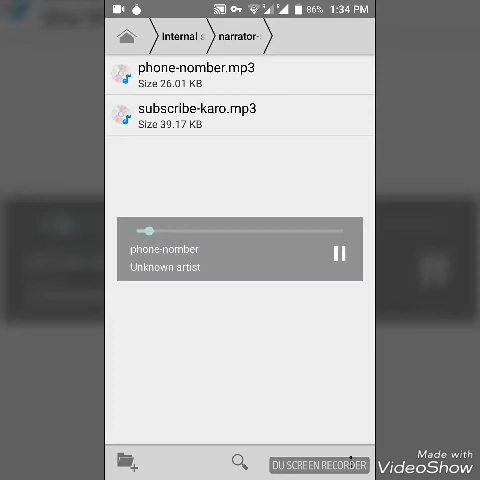 86% 1:34 PM
Internal s
narrator-
phone-nomber.mp3
Size 26.01 KB
subscribe-karo.mp3
Size 39.17 KB
phone-nomber
Unknown artist
DU SCREEN RECORDER
Made with
VideoShow